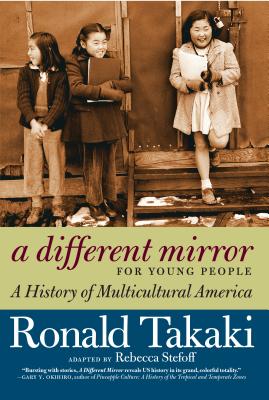 a different mirror
FOR YOUNG PEOPLE
A History of Multicultural America
Ronald Takaki
ADAPTED BY Rebecca Stefoff
"Bursting with stories, A Different Mirror reveals US history in its grand, colorful totality."
—GARY Y. OKIHIRO, author of Pineapple Culture: A History of the Tropical and Temperate Zones